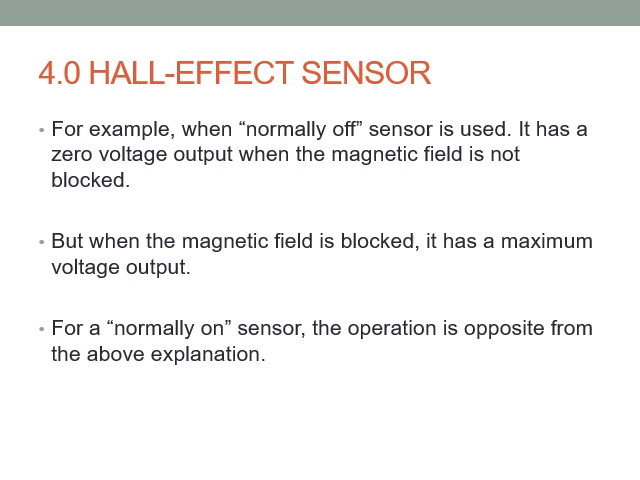 4.0 HALL-EFFECT SENSOR
• For example, when “normally off” sensor is used. It has a
zero voltage output when the magnetic field is not
blocked.
• But when the magnetic field is blocked, it has a maximum
voltage output.
• For a “normally on” sensor, the operation is opposite from
the above explanation.